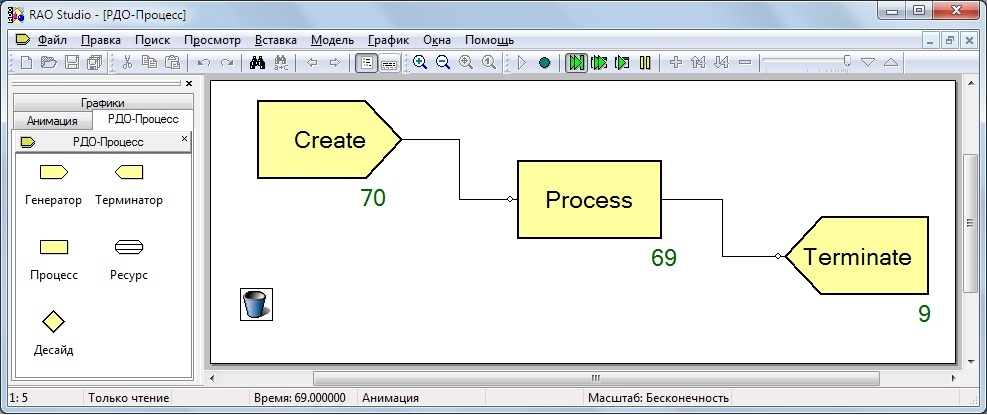 RAO Studio - [РДО-Процесс]
Файл Правка Поиск Просмотр Вставка Модель График Окна Помощь
Графики
Анимация РДО-Процесс
РДО-Процесс
Генератор Терминатор
Процесс Ресурс
Десайд
Create
70
Process
69
Terminate
9
1: 5 Только чтение Время: 69.000000 Анимация Масштаб: Бесконечность